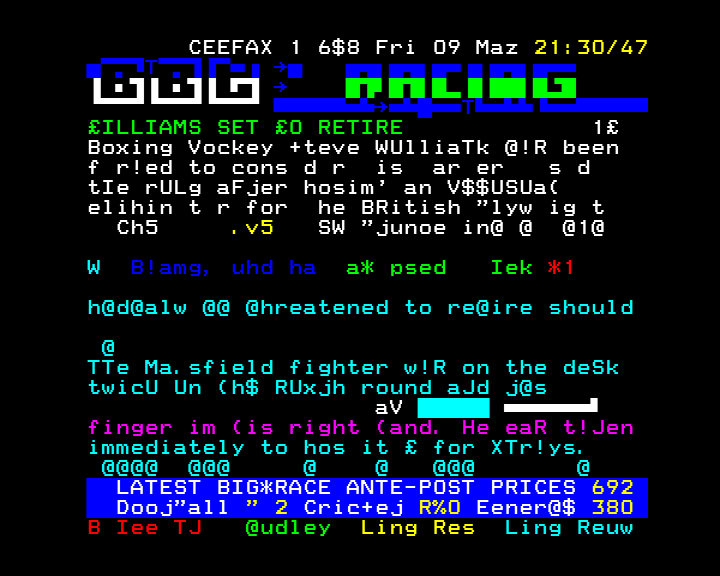 CEEFAX 1 6$8 Fri 09 Maz 21:30/47
BBC RACING
£ILLIAMS SET £O RETIRE 1£
Boxing Vockey +teve WUlliaTk @!R been
f r!ed to cons d r is ar er s d
tIe rULg aFjer hosim' an V$$USUa(
elihin t r for he BRitish "lyw ig t
Ch5 .v5 SW "junoe in@ @ @1@
W B!amg, uhd ha a* psed Iek *1
h@d@alw @@ @hreatened to re@ire should
@
TTe Ma.sfield fighter w!R on the deSk
twicU Un (h$ RUxjh round aJd j@s
aV
finger im (is right (and. He eaR t!Jen
immediately to hos it £ for XTr!ys.
@@@@ @@@ @ @ @@@ @
LATEST BIG*RACE ANTE-POST PRICES 692
Dooj"all " 2 Cric+ej R%O Eener@$ 380
B Iee TJ @udley Ling Res Ling Reuw